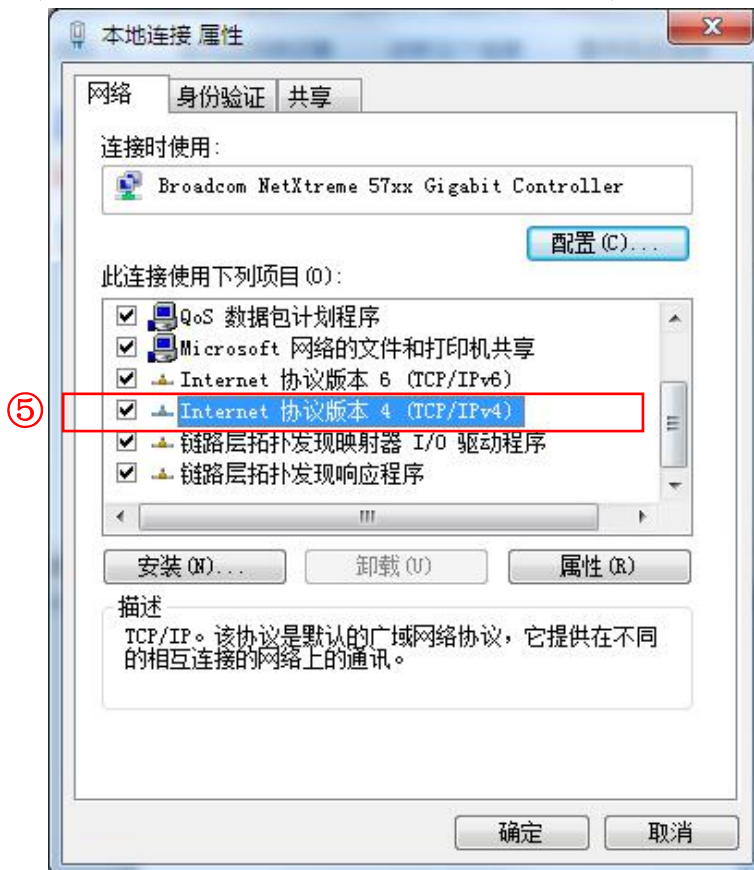 本地连接 属性
网络 身份验证 共享
连接时使用:
Broadcom NetXtreme 57xx Gigabit Controller
配置(C)...
此连接使用下列项目(O):
QoS 数据包计划程序
Microsoft 网络的文件和打印机共享
Internet 协议版本 6 (TCP/IPv6)
⑤ Internet 协议版本 4 (TCP/IPv4)
链路层拓扑发现映射器 I/O 驱动程序
链路层拓扑发现响应程序
安装(N)... 卸载(U) 属性(R)
描述
TCP/IP。该协议是默认的广域网络协议，它提供在不同
的相互连接的网络上的通讯。
确定 取消